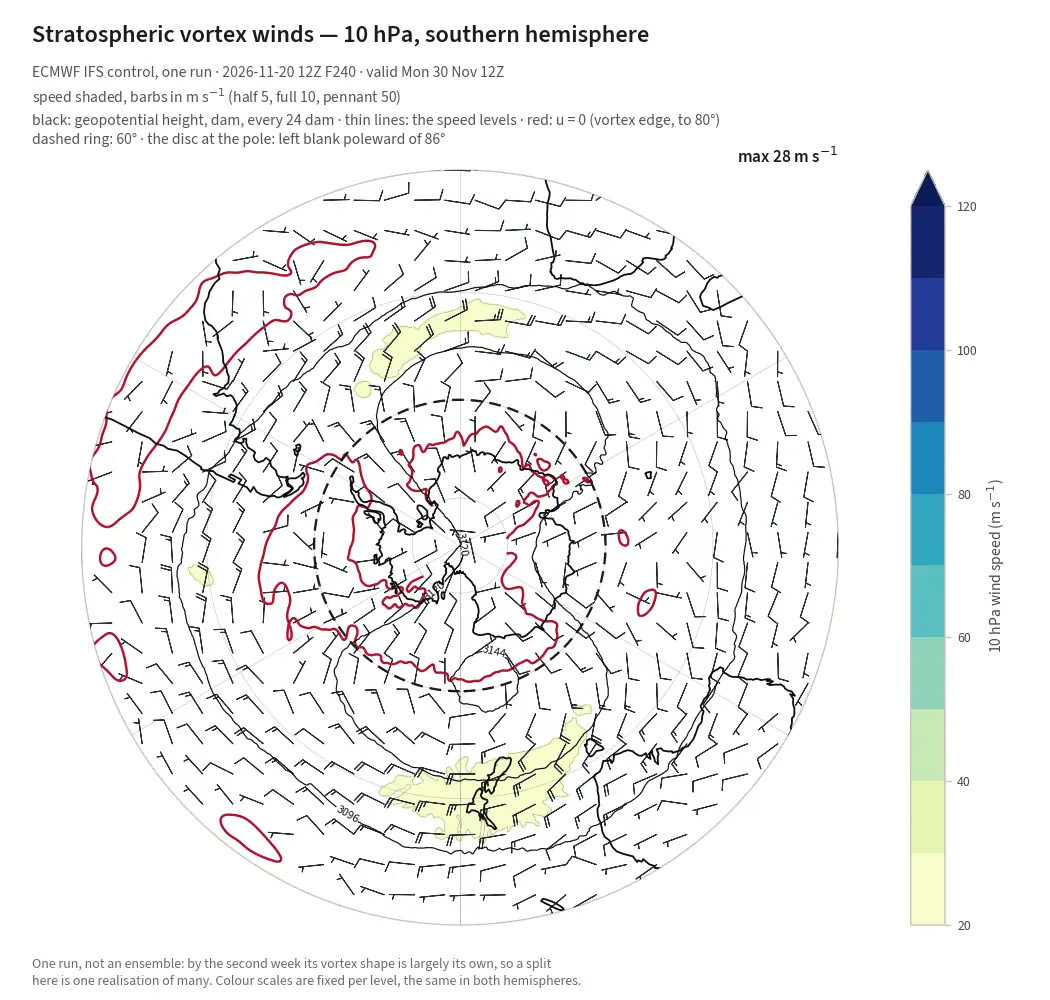 Stratospheric vortex winds — 10 hPa, southern hemisphere
ECMWF IFS control, one run · 2026-11-20 12Z F240 · valid Mon 30 Nov 12Z
speed shaded, barbs in m s⁻¹ (half 5, full 10, pennant 50)
black: geopotential height, dam, every 24 dam · thin lines: the speed levels · red: u = 0 (vortex edge, to 80°)
dashed ring: 60° · the disc at the pole: left blank poleward of 86°
max 28 m s⁻¹
120
100
80
60
40
20
10 hPa wind speed (m s⁻¹)
3120
3144
3096
One run, not an ensemble: by the second week its vortex shape is largely its own, so a split
here is one realisation of many. Colour scales are fixed per level, the same in both hemispheres.